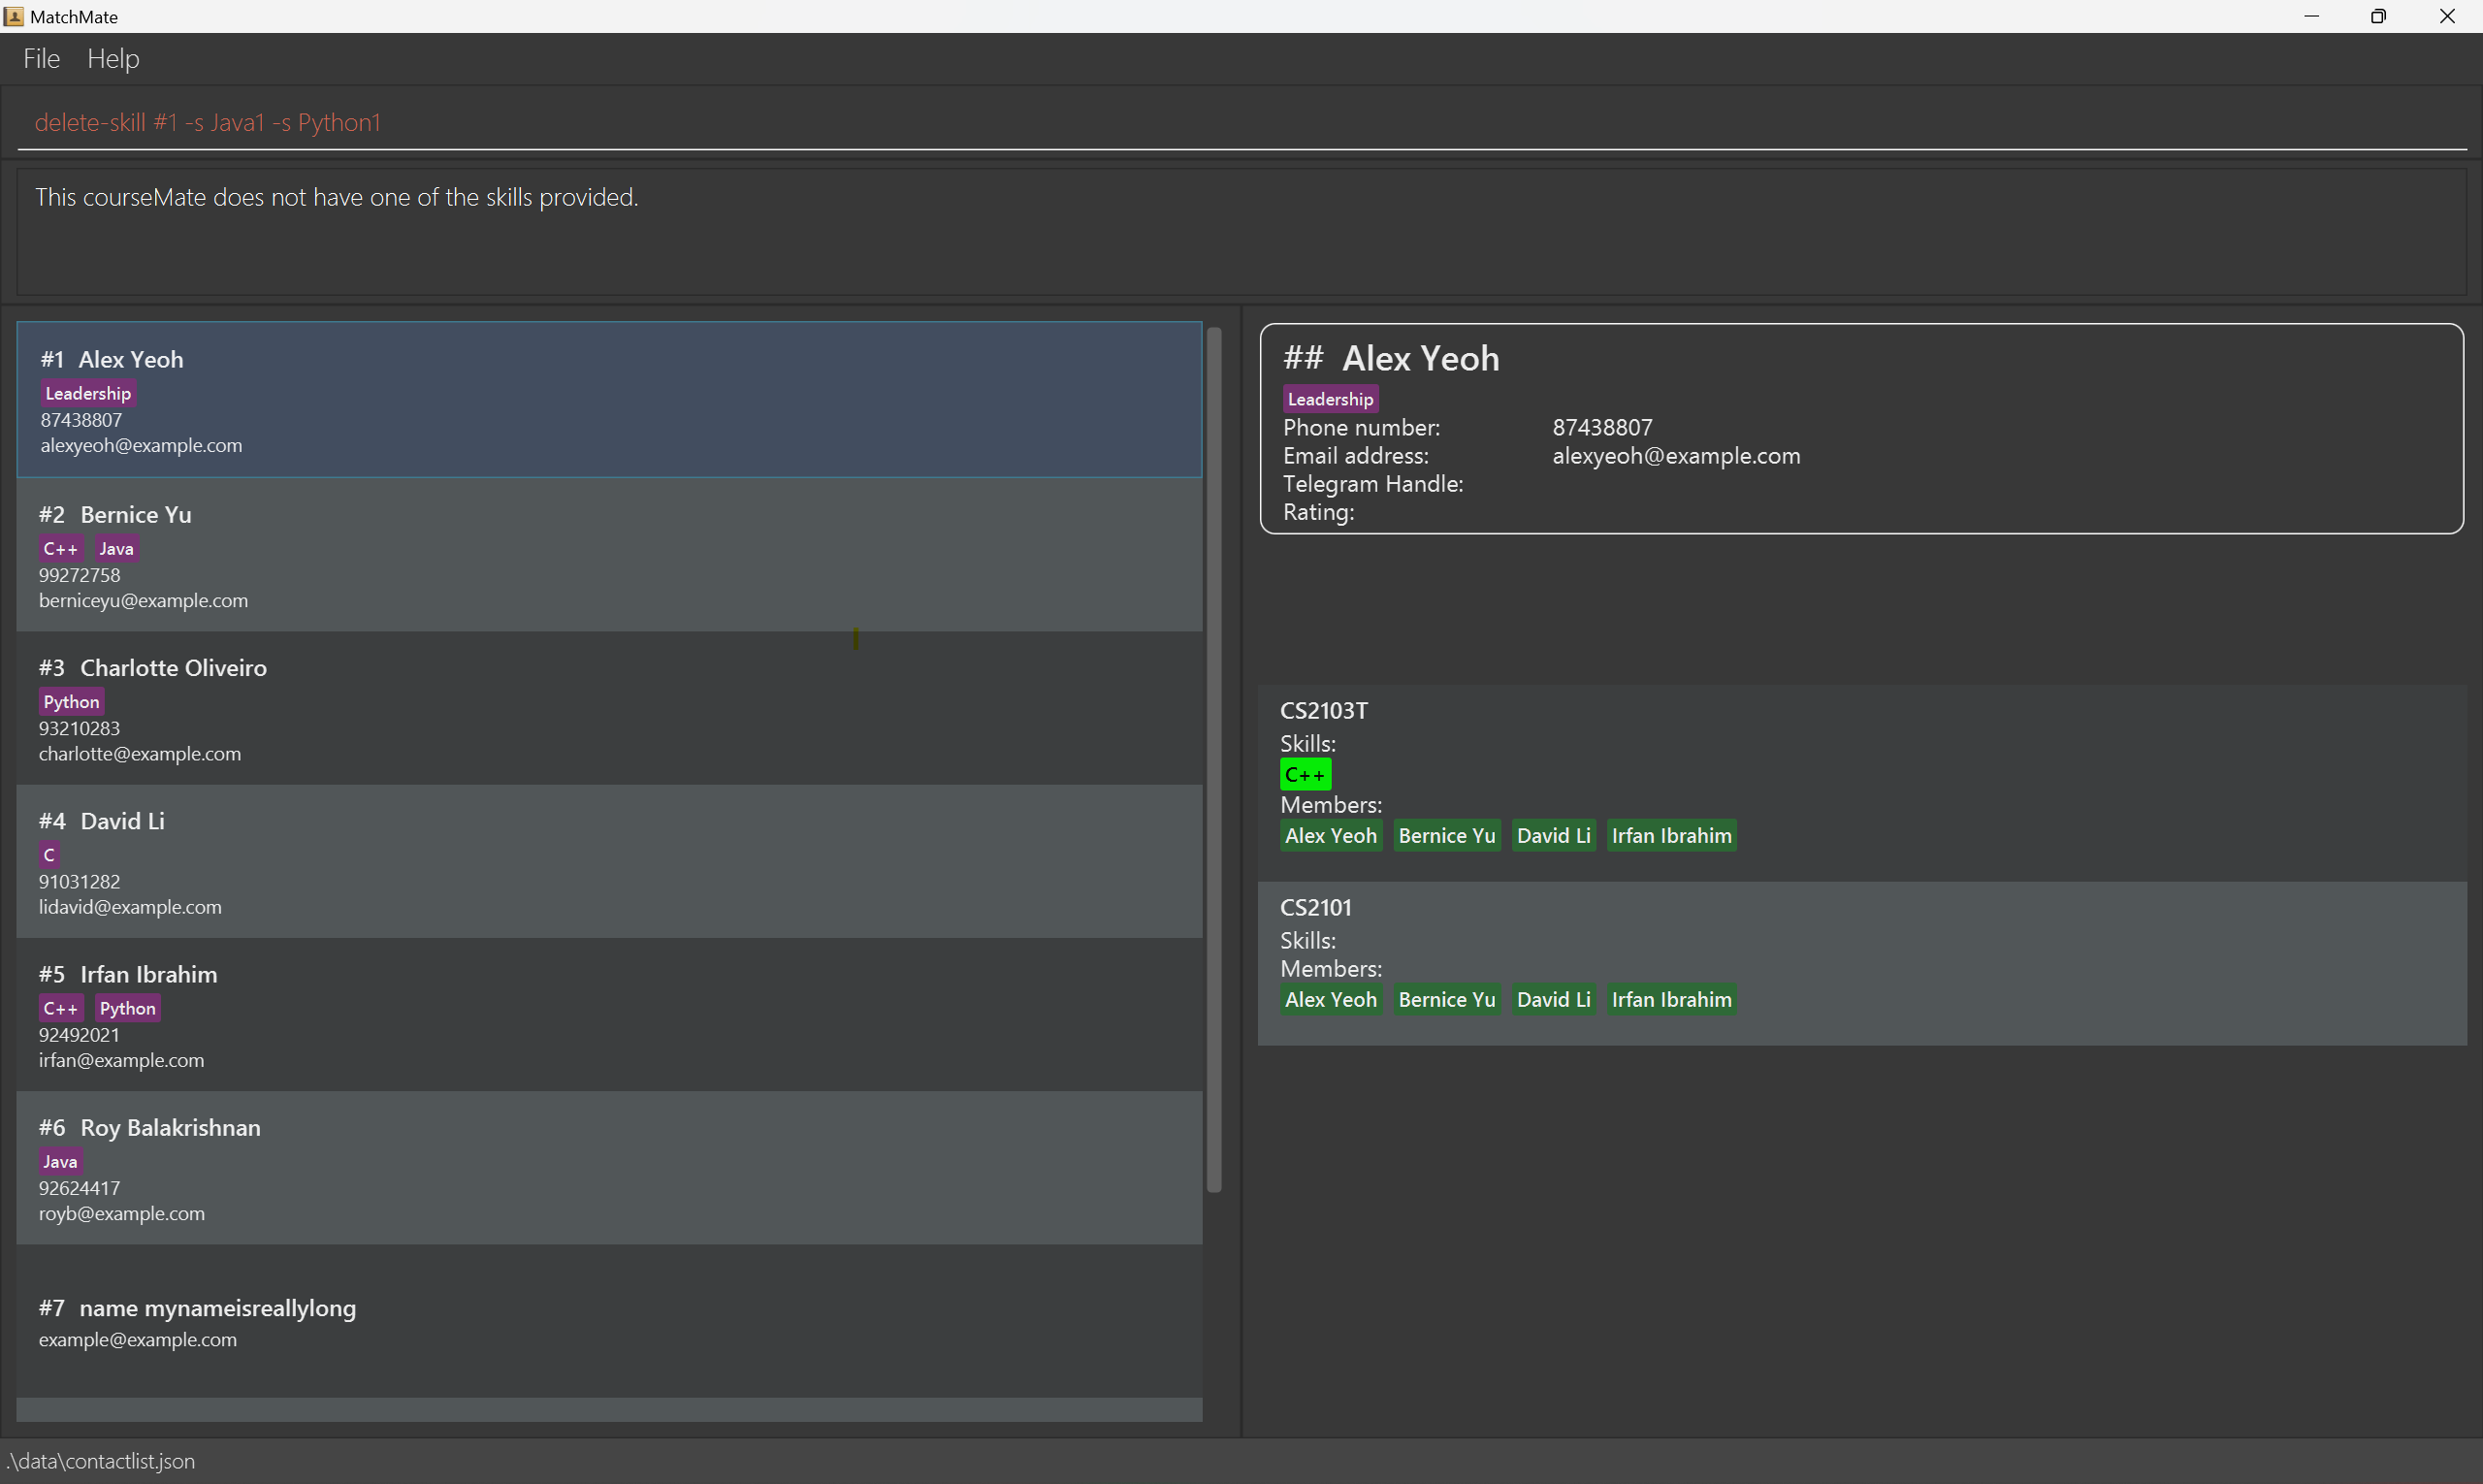 MatchMate
File Help
delete-skill #1 -s Java1 -s Python1
This courseMate does not have one of the skills provided.
#1 Alex Yeoh
Leadership
87438807
alexyeoh@example.com
#2 Bernice Yu
C++ Java
99272758
berniceyu@example.com
#3 Charlotte Oliveiro
Python
93210283
charlotte@example.com
#4 David Li
C
91031282
lidavid@example.com
#5 Irfan Ibrahim
C++ Python
92492021
irfan@example.com
#6 Roy Balakrishnan
Java
92624417
royb@example.com
#7 name mynameisreallylong
example@example.com
## Alex Yeoh
Leadership
Phone number: 87438807
Email address: alexyeoh@example.com
Telegram Handle:
Rating:
CS2103T
Skills:
C++
Members:
Alex Yeoh Bernice Yu David Li Irfan Ibrahim
CS2101
Skills:
Members:
Alex Yeoh Bernice Yu David Li Irfan Ibrahim
.\data\contactlist.json